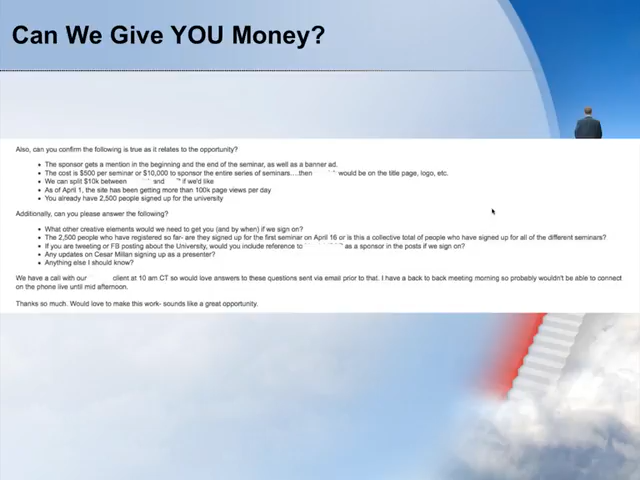 Can We Give YOU Money?
Also, can you confirm the following is true as it relates to the opportunity?
The sponsor gets a mention in the beginning and the end of the seminar, as well as a banner ad.
The cost is $500 per seminar or $10,000 to sponsor the entire series of seminars....then would be on the title page, logo, etc.
We can split $10k between and if we'd like
As of April 1, the site has been getting more than 100k page views per day
You already have 2,500 people signed up for the university
Additionally, can you please answer the following?
What other creative elements would we need to get you (and by when) if we sign on?
The 2,500 people who have registered so far- are they signed up for the first seminar on April 16 or is this a collective total of people who have signed up for all of the different seminars?
If you are tweeting or FB posting about the University, would you include reference to as a sponsor in the posts if we sign on?
Any updates on Cesar Millan signing up as a presenter?
Anything else I should know?
We have a call with our client at 10 am CT so would love answers to these questions sent via email prior to that. I have a back to back meeting morning so probably wouldn't be able to connect
on the phone live until mid afternoon.
Thanks so much. Would love to make this work- sounds like a great opportunity.